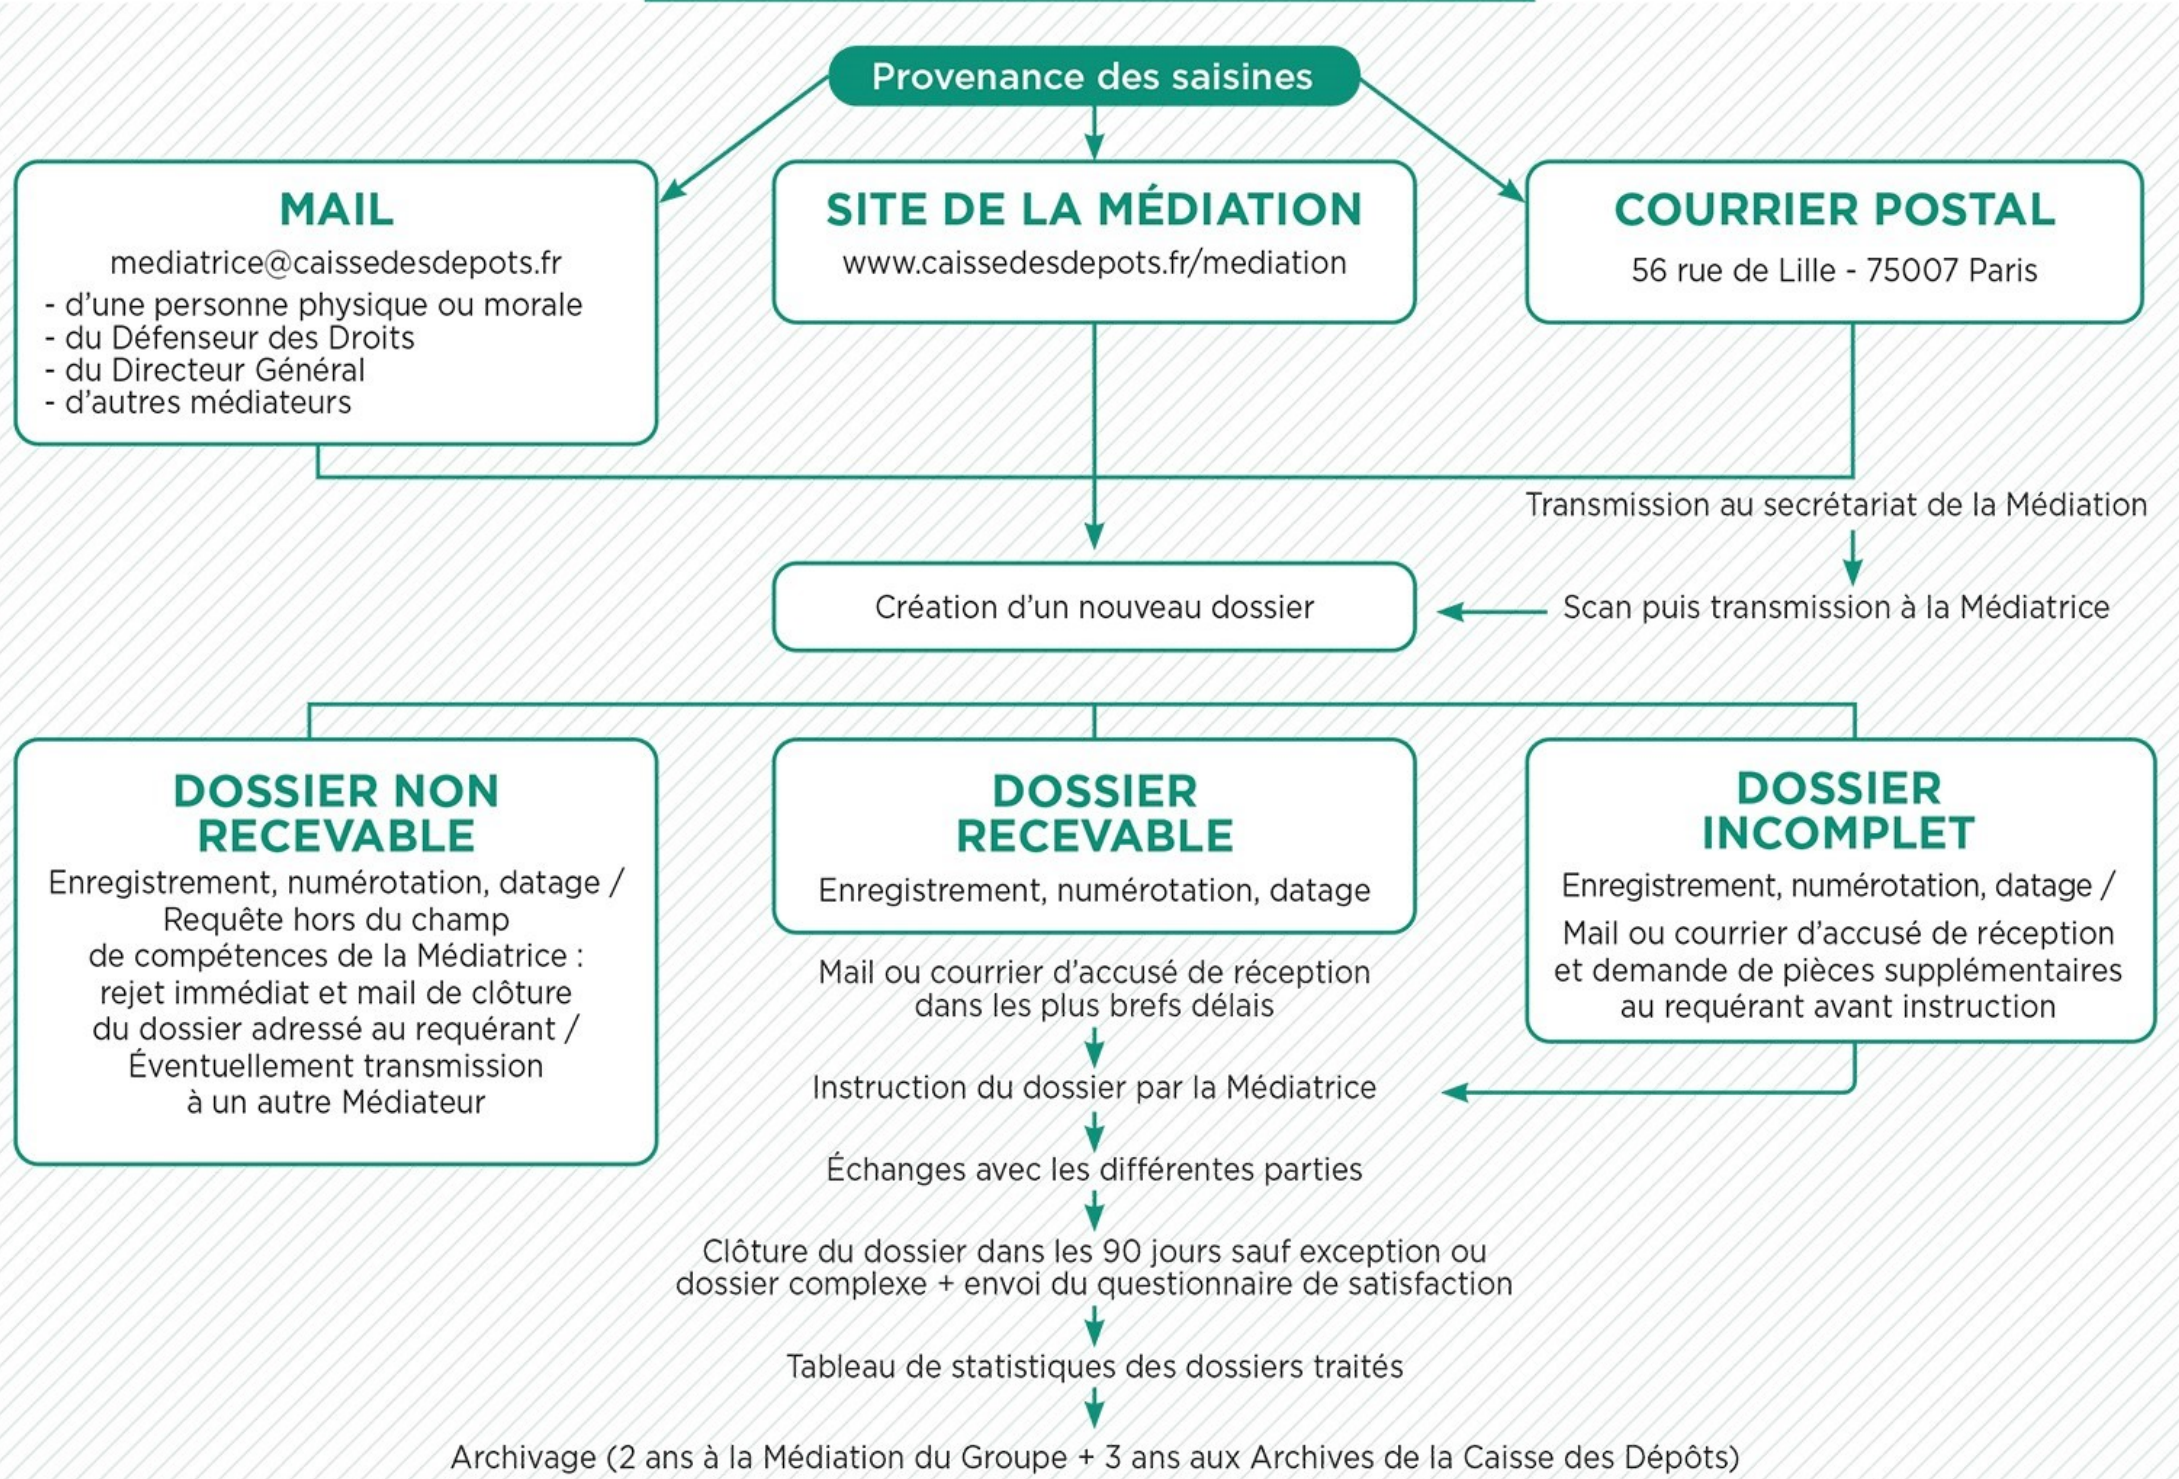 Provenance des saisines
MAIL
mediatrice@caissedesdepots.fr
- d’une personne physique ou morale
- du Défenseur des Droits
- du Directeur Général
- d’autres médiateurs
SITE DE LA MÉDIATION
www.caissedesdepots.fr/mediation
COURRIER POSTAL
56 rue de Lille - 75007 Paris
Transmission au secrétariat de la Médiation
Scan puis transmission à la Médiatrice
Création d’un nouveau dossier
DOSSIER NON
RECEVABLE
Enregistrement, numérotation, datage /
Requête hors du champ
de compétences de la Médiatrice :
rejet immédiat et mail de clôture
du dossier adressé au requérant /
Éventuellement transmission
à un autre Médiateur
DOSSIER
RECEVABLE
Enregistrement, numérotation, datage
Mail ou courrier d’accusé de réception
dans les plus brefs délais
Instruction du dossier par la Médiatrice
Échanges avec les différentes parties
Clôture du dossier dans les 90 jours sauf exception ou
dossier complexe + envoi du questionnaire de satisfaction
Tableau de statistiques des dossiers traités
Archivage (2 ans à la Médiation du Groupe + 3 ans aux Archives de la Caisse des Dépôts)
DOSSIER
INCOMPLET
Enregistrement, numérotation, datage /
Mail ou courrier d’accusé de réception
et demande de pièces supplémentaires
au requérant avant instruction